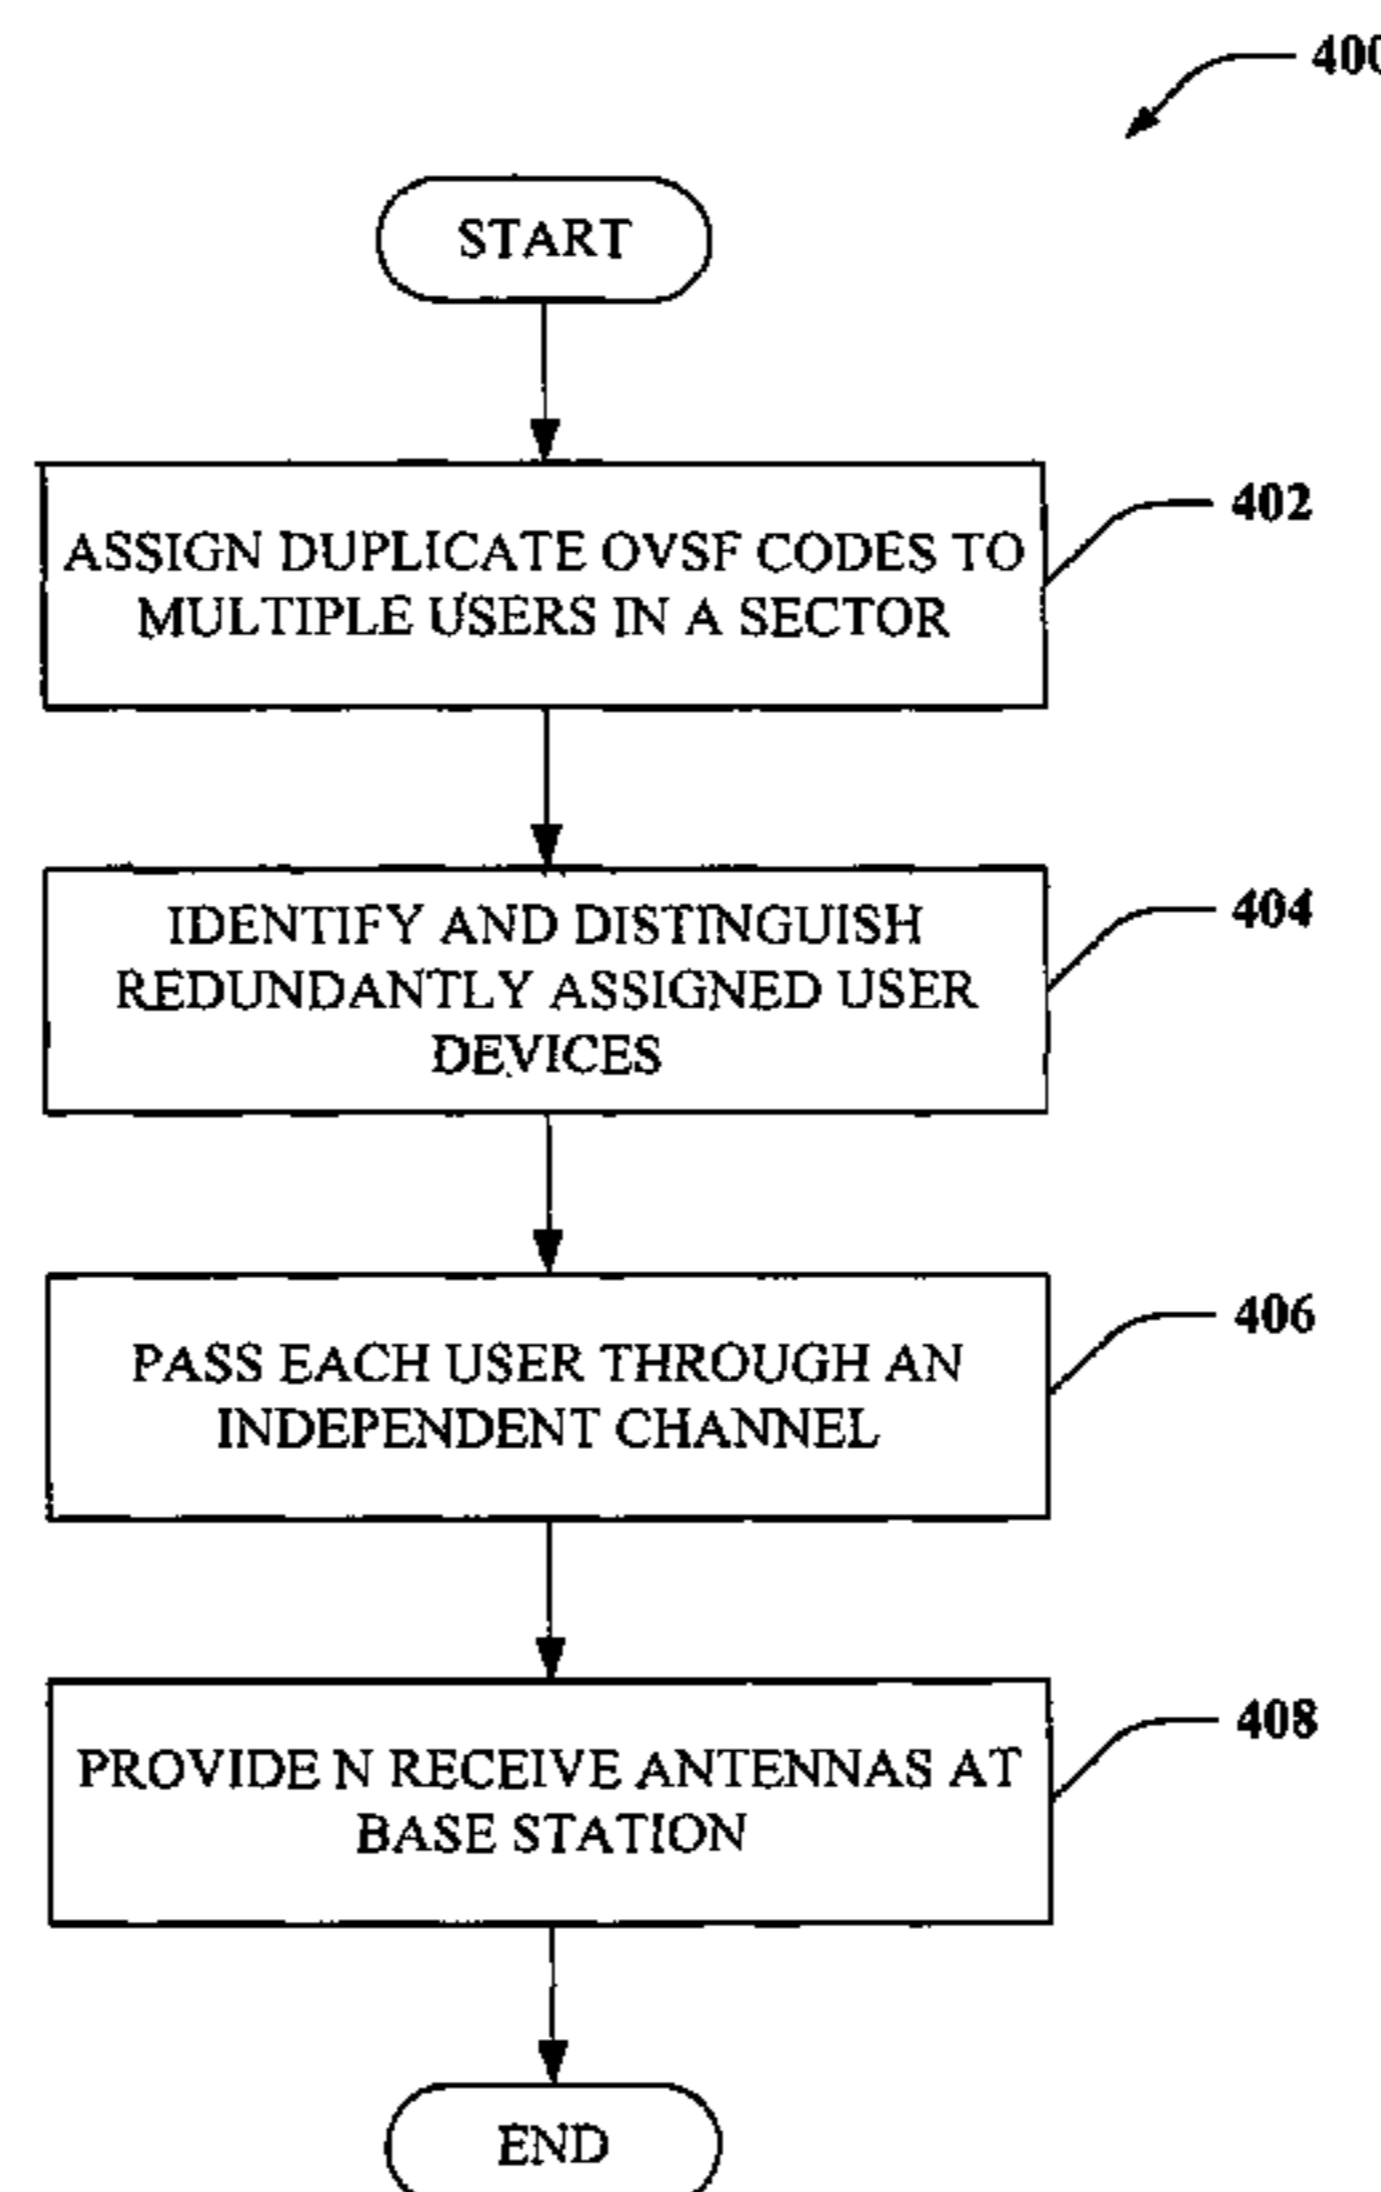 400
START
ASSIGN DUPLICATE OVSF CODES TO
MULTIPLE USERS IN A SECTOR
402
IDENTIFY AND DISTINGUISH
REDUNDANTLY ASSIGNED USER
DEVICES
404
PASS EACH USER THROUGH AN
INDEPENDENT CHANNEL
406
PROVIDE N RECEIVE ANTENNAS AT
BASE STATION
408
END